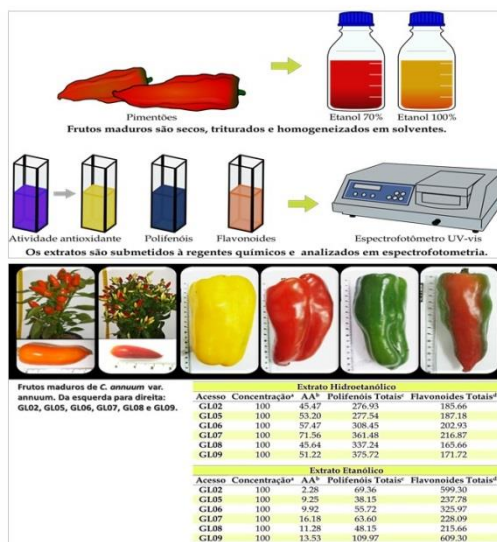 Pimentões
Etanol 70%
Etanol 100%
Frutos maduros são secos, triturados e homogeneizados em solventes.
Atividade antioxidante
Polifenóis
Flavonoides
Espectrofotômetro UV-vis
Os extratos são submetidos à regentes químicos e analizados em espectrofotometria.
Frutos maduros de C. annuum var.
annuum. Da esquerda para direita:
GL02, GL05, GL06, GL07, GL08 e GL09.
Extrato Hidroetanólico
Acesso Concentraçãoᵃ AAᵇ Polifenóis Totaisᶜ Flavonoides Totaisᵈ
GL02 100 45.47 276.93 185.66
GL05 100 53.20 277.54 187.18
GL06 100 57.47 308.45 202.93
GL07 100 71.56 361.48 216.87
GL08 100 45.64 337.24 165.66
GL09 100 51.22 375.72 171.72
Extrato Etanólico
Acesso Concentraçãoᵃ AAᵇ Polifenóis Totaisᶜ Flavonoides Totaisᵈ
GL02 100 2.28 69.36 599.30
GL05 100 9.25 38.15 237.78
GL06 100 9.92 55.72 325.97
GL07 100 16.18 63.60 228.09
GL08 100 11.28 48.15 215.66
GL09 100 13.53 109.97 609.30